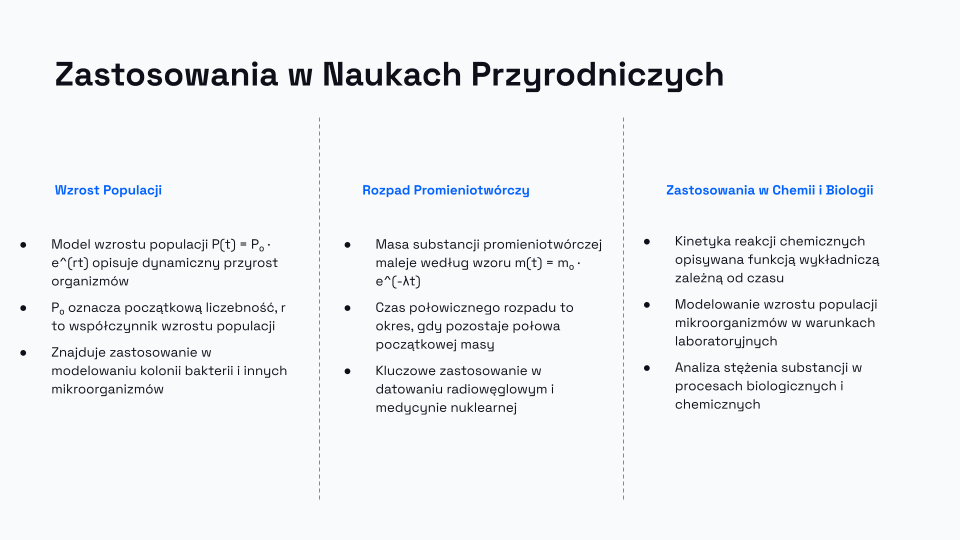 Zastosowania w Naukach Przyrodniczych
Wzrost Populacji
● Model wzrostu populacji P(t) = P₀ ·
e^(rt) opisuje dynamiczny przyrost
organizmów
● P₀ oznacza początkową liczebność, r
to współczynnik wzrostu populacji
● Znajduje zastosowanie w
modelowaniu kolonii bakterii i innych
mikroorganizmów
Rozpad Promieniotwórczy
● Masa substancji promieniotwórczej
maleje według wzoru m(t) = m₀ ·
e^(-λt)
● Czas połowicznego rozpadu to
okres, gdy pozostaje połowa
początkowej masy
● Kluczowe zastosowanie w
datowaniu radiowęglowym i
medycynie nuklearnej
Zastosowania w Chemii i Biologii
● Kinetyka reakcji chemicznych
opisywana funkcją wykładniczą
zależną od czasu
● Modelowanie wzrostu populacji
mikroorganizmów w warunkach
laboratoryjnych
● Analiza stężenia substancji w
procesach biologicznych i
chemicznych